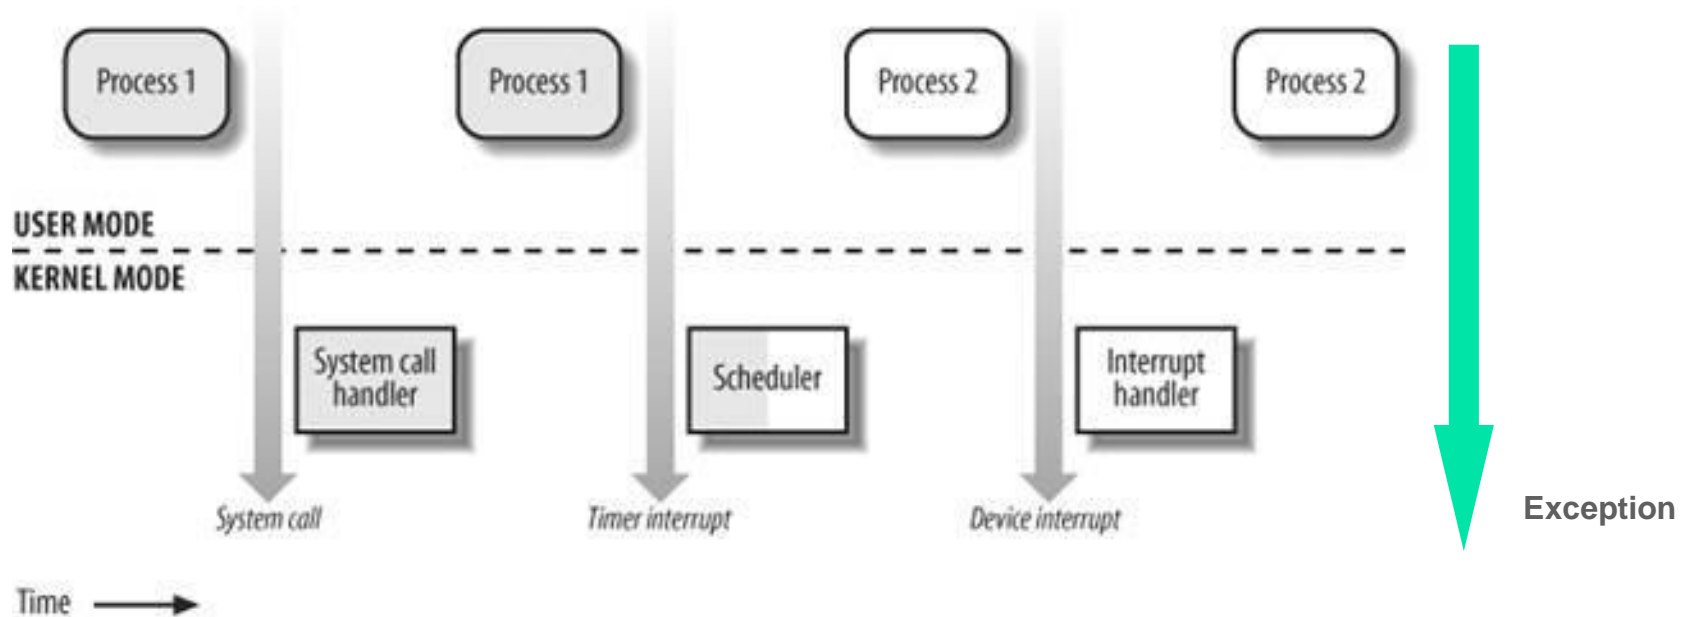 Process 1
Process 1
Process 2
Process 2
USER MODE
KERNEL MODE
System call
handler
Scheduler
Interrupt
handler
System call
Timer interrupt
Device interrupt
Exception
Time